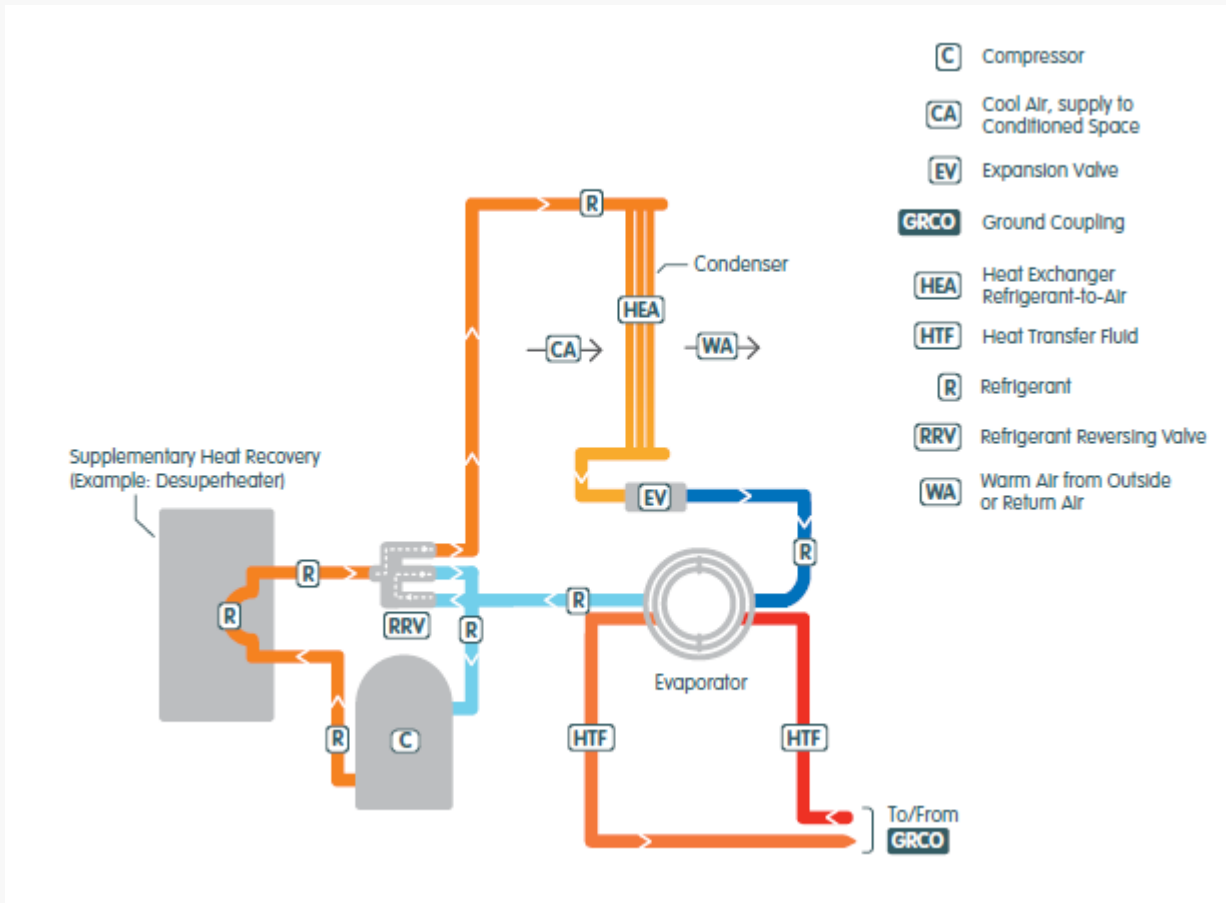 C Compressor
CA Cool Air, supply to
Conditioned Space
EV Expansion Valve
GRCO Ground Coupling
HEA Heat Exchanger
Refrigerant-to-Air
HTF Heat Transfer Fluid
R Refrigerant
RRV Refrigerant Reversing Valve
WA Warm Air from Outside
or Return Air
R
Condenser
HEA
CA
WA
Supplementary Heat Recovery
(Example: Desuperheater)
EV
R
R
R
R
RRV
R
Evaporator
R
C
HTF
HTF
To/From
GRCO